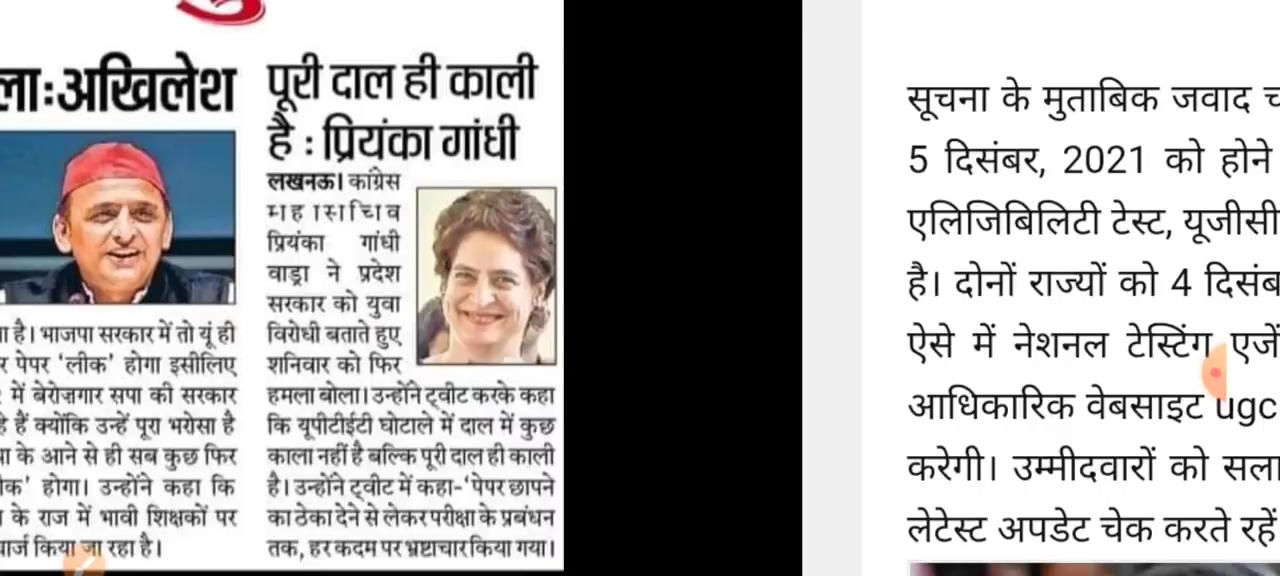 लाःअखिलेश
है। भाजपा सरकार में तो यूं ही
पेपर 'लीक' होगा इसीलिए
में बेरोज़गार सपा की सरकार
हैं क्योंकि उन्हें पूरा भरोसा है
के आने से ही सब कुछ फिर
होगा। उन्होंने कहा कि
के राज में भावी शिक्षकों पर
किया जा रहा है।
पूरी दाल ही काली
है : प्रियंका गांधी
लखनऊ। कांग्रेस
महासचिव
प्रियंका गांधी
वाड्रा ने प्रदेश
सरकार को युवा
विरोधी बताते हुए
शनिवार को फिर
हमला बोला। उन्होंने ट्वीट करके कहा
कि यूपीटीईटी घोटाले में दाल में कुछ
काला नहीं है बल्कि पूरी दाल ही काली
है। उन्होंने ट्वीट में कहा-'पेपर छापने
का ठेका देने से लेकर परीक्षा के प्रबंधन
तक, हर कदम पर भ्रष्टाचार किया गया।
सूचना के मुताबिक जवाद
5 दिसंबर, 2021 को होने
एलिजिबिलिटी टेस्ट, यूजीसी
है। दोनों राज्यों को 4 दिसंब
ऐसे में नेशनल टेस्टिंग एजें
आधिकारिक वेबसाइट ugc
करेगी। उम्मीदवारों को सला
लेटेस्ट अपडेट चेक करते रहें